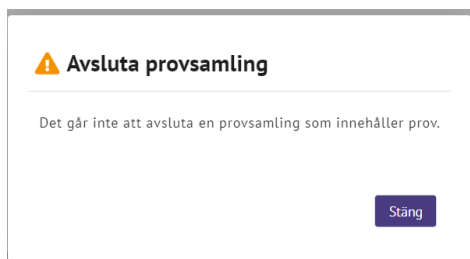 Avsluta provsamling
Det går inte att avsluta en provsamling som innehåller prov.
Stäng